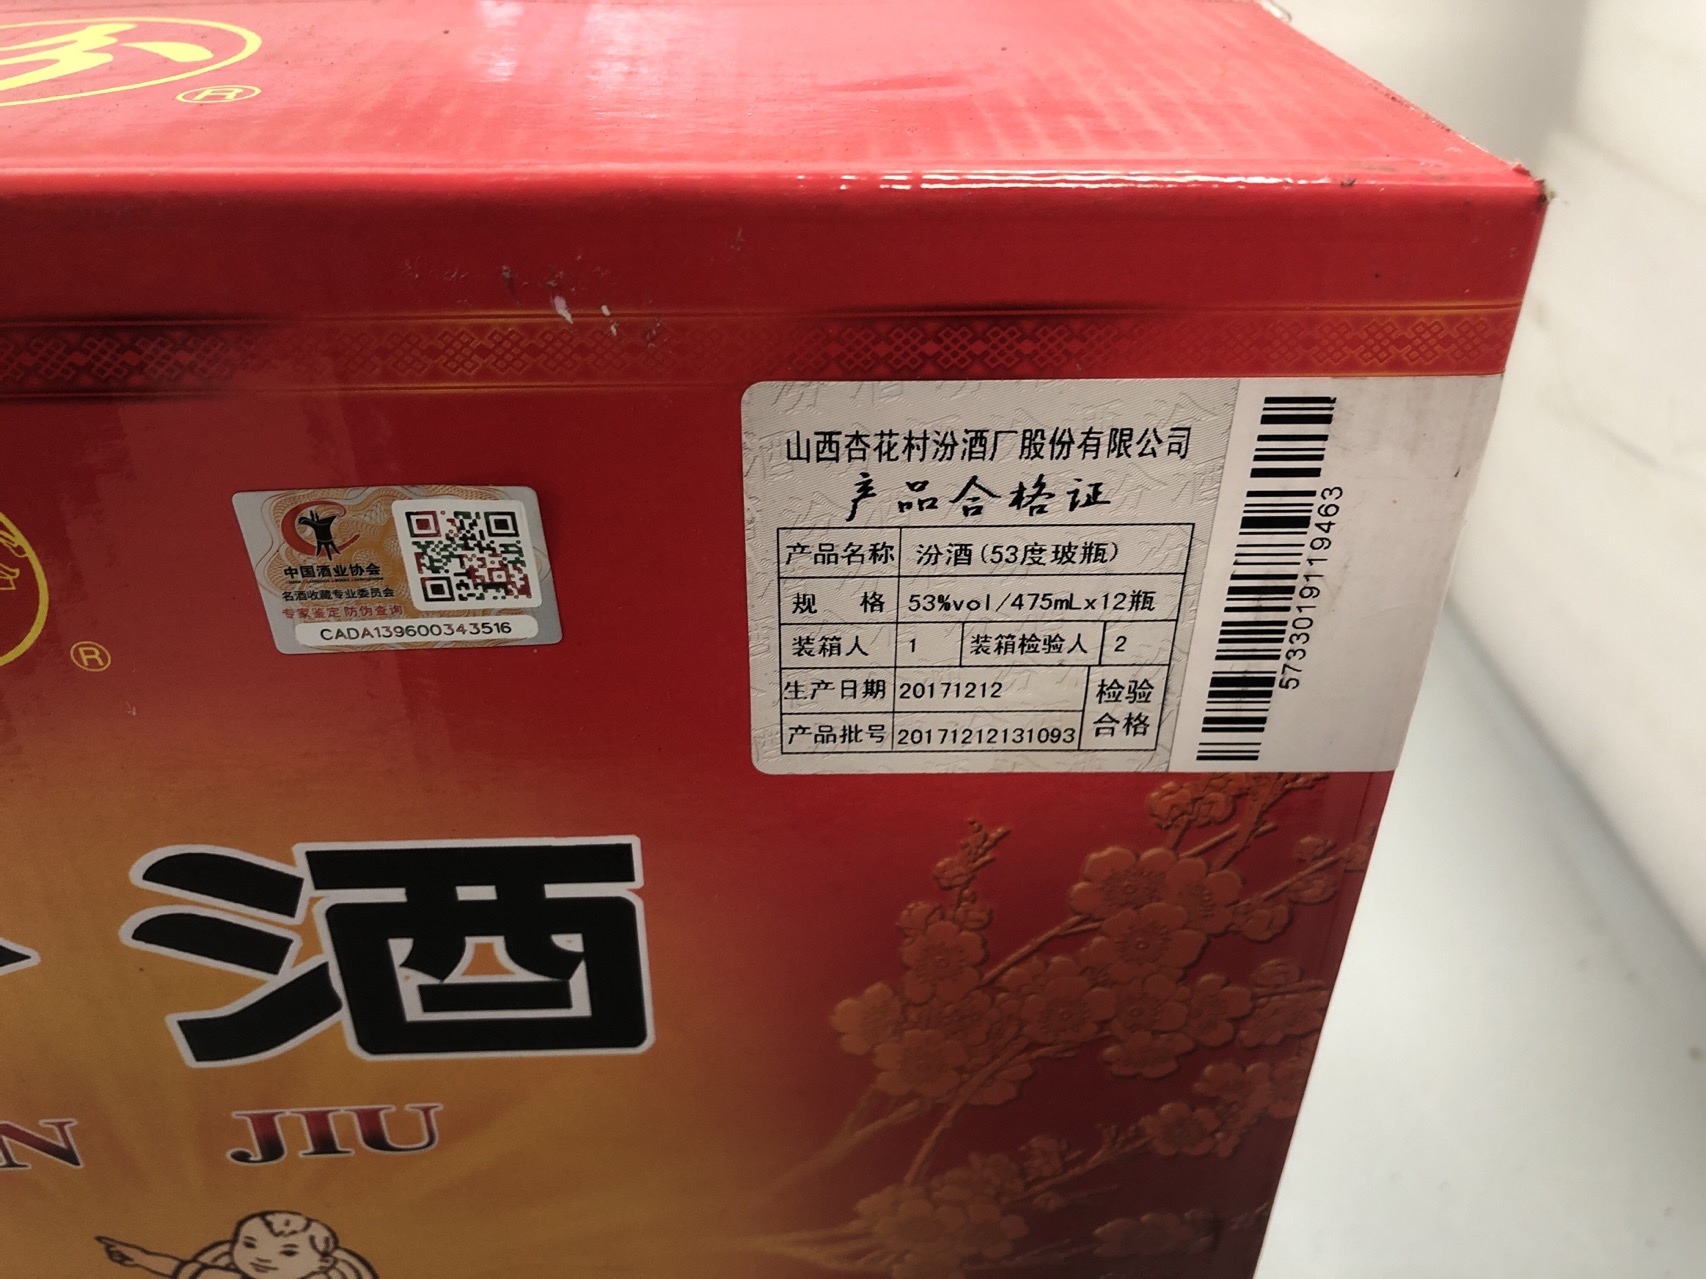 汾
®
山西杏花村汾酒厂股份有限公司
产品合格证
产品名称 汾酒(53度玻瓶)
规 格 53%vol/475mLx12瓶
装箱人 1 装箱检验人 2
生产日期 20171212 检验
产品批号 20171212131093 合格
5733019119463
中国酒业协会
名酒收藏专业委员会
专家鉴定 防伪查询
CADA139600343516
®
酒
N JIU